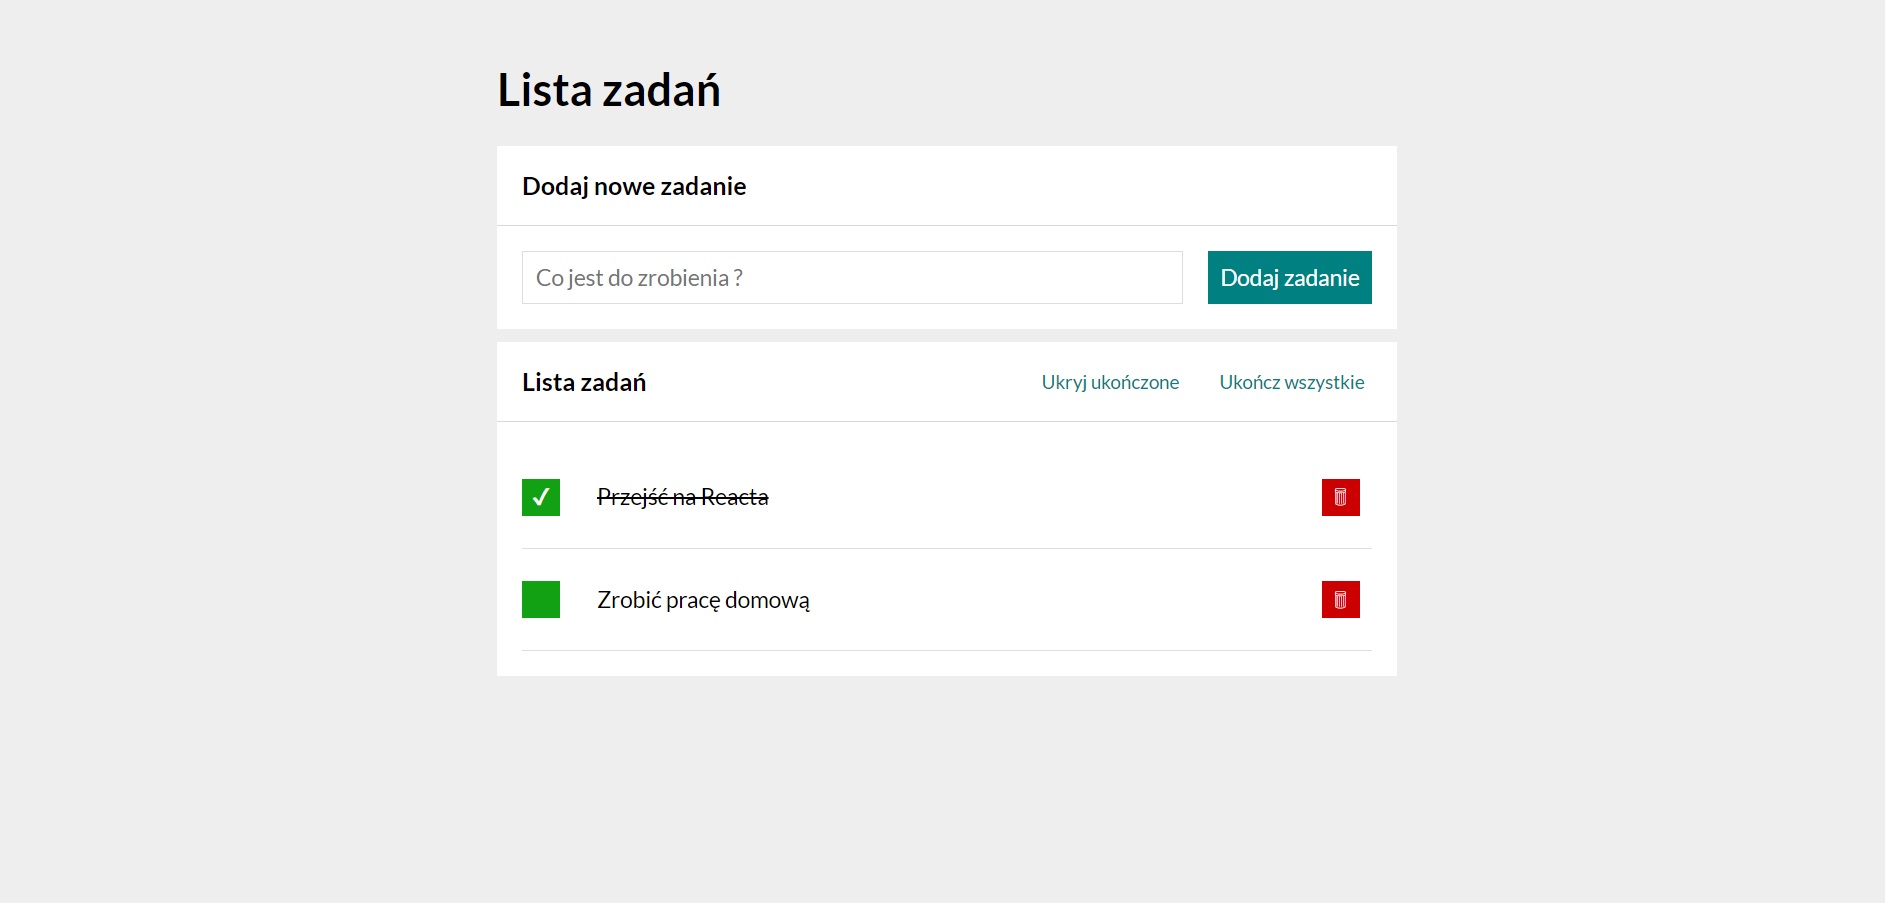 Lista zadań
Dodaj nowe zadanie
Co jest do zrobienia ?
Dodaj zadanie
Lista zadań
Ukryj ukończone
Ukończ wszystkie
Przejść na Reacta
Zrobić pracę domową